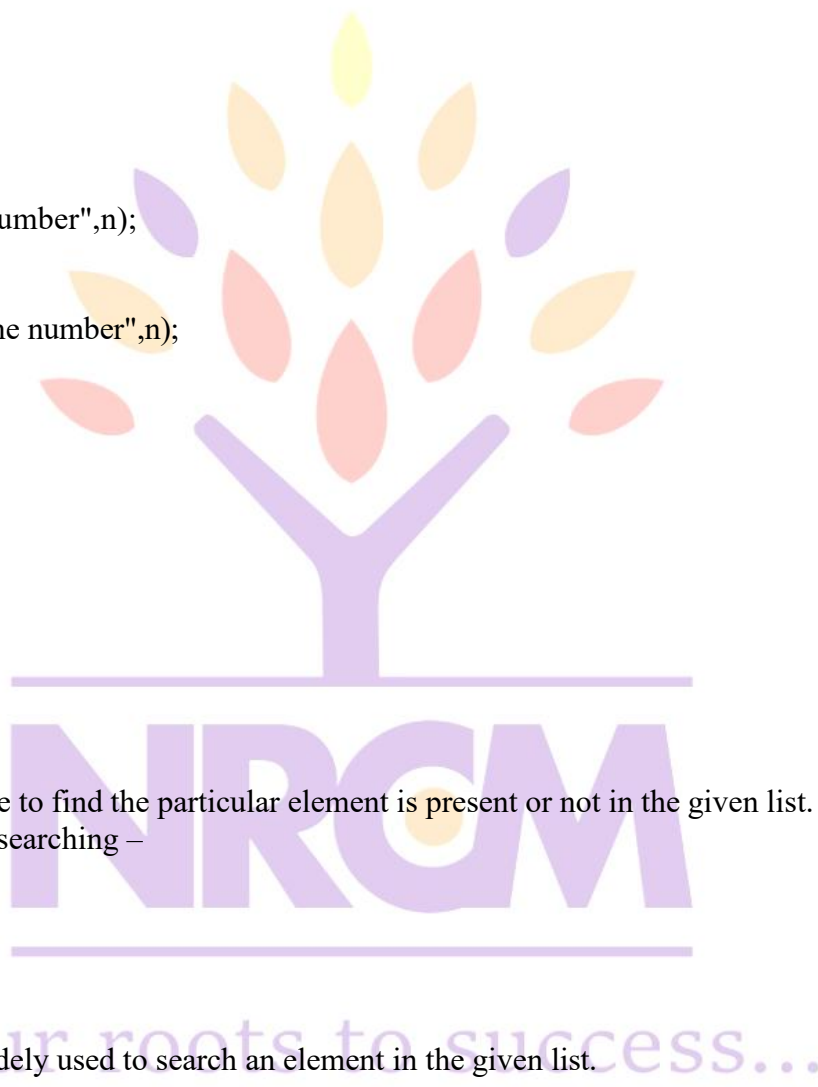 umber",n);
ne number",n);
NRCM
e to find the particular element is present or not in the given list.
searching –
ur roots to success...
dely used to search an element in the given list.